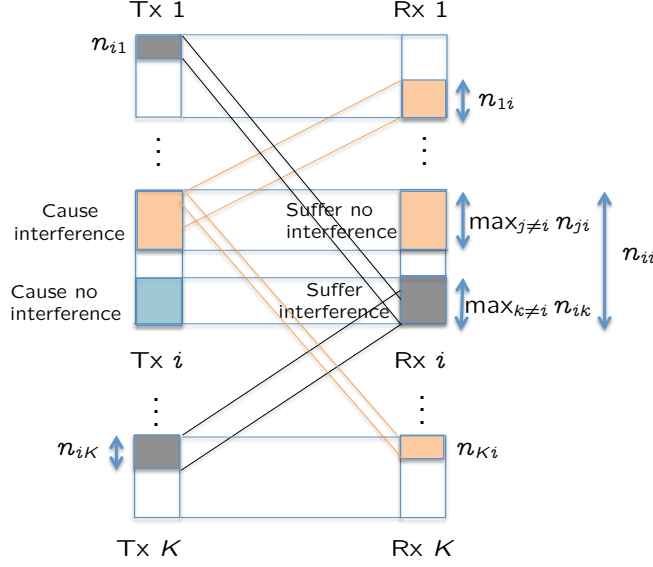 Tx 1
Rx 1
n_{i1}
n_{1i}
⋮
⋮
Cause
interference
Suffer no
interference
max_{j≠i} n_{ji}
n_{ii}
Cause no
interference
Suffer
interference
max_{k≠i} n_{ik}
Tx i
Rx i
⋮
⋮
n_{iK}
n_{Ki}
Tx K
Rx K